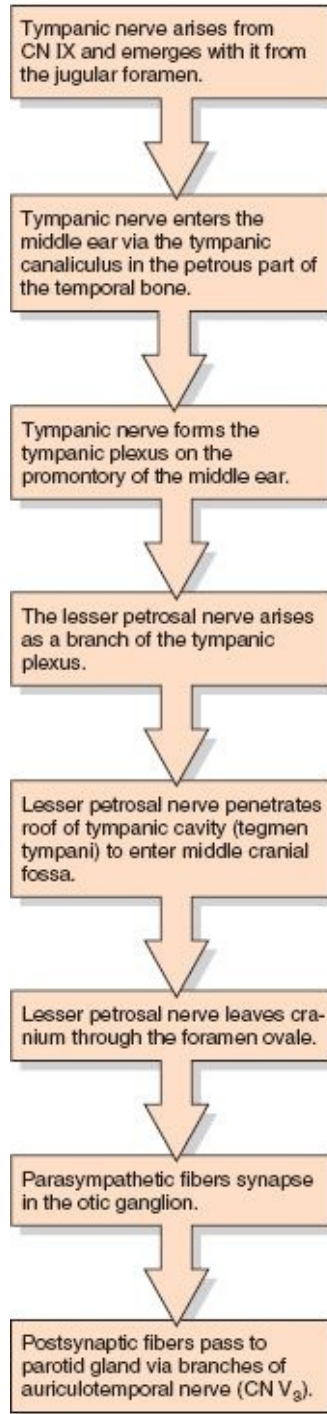 Tympanic nerve arises from
CN IX and emerges with it from
the jugular foramen.
Tympanic nerve enters the
middle ear via the tympanic
canaliculus in the petrous part of
the temporal bone.
Tympanic nerve forms the
tympanic plexus on the
promontory of the middle ear.
The lesser petrosal nerve arises
as a branch of the tympanic
plexus.
Lesser petrosal nerve penetrates
roof of tympanic cavity (tegmen
tympani) to enter middle cranial
fossa.
Lesser petrosal nerve leaves cra-
nium through the foramen ovale.
Parasympathetic fibers synapse
in the otic ganglion.
Postsynaptic fibers pass to
parotid gland via branches of
auriculotemporal nerve (CN V₃).